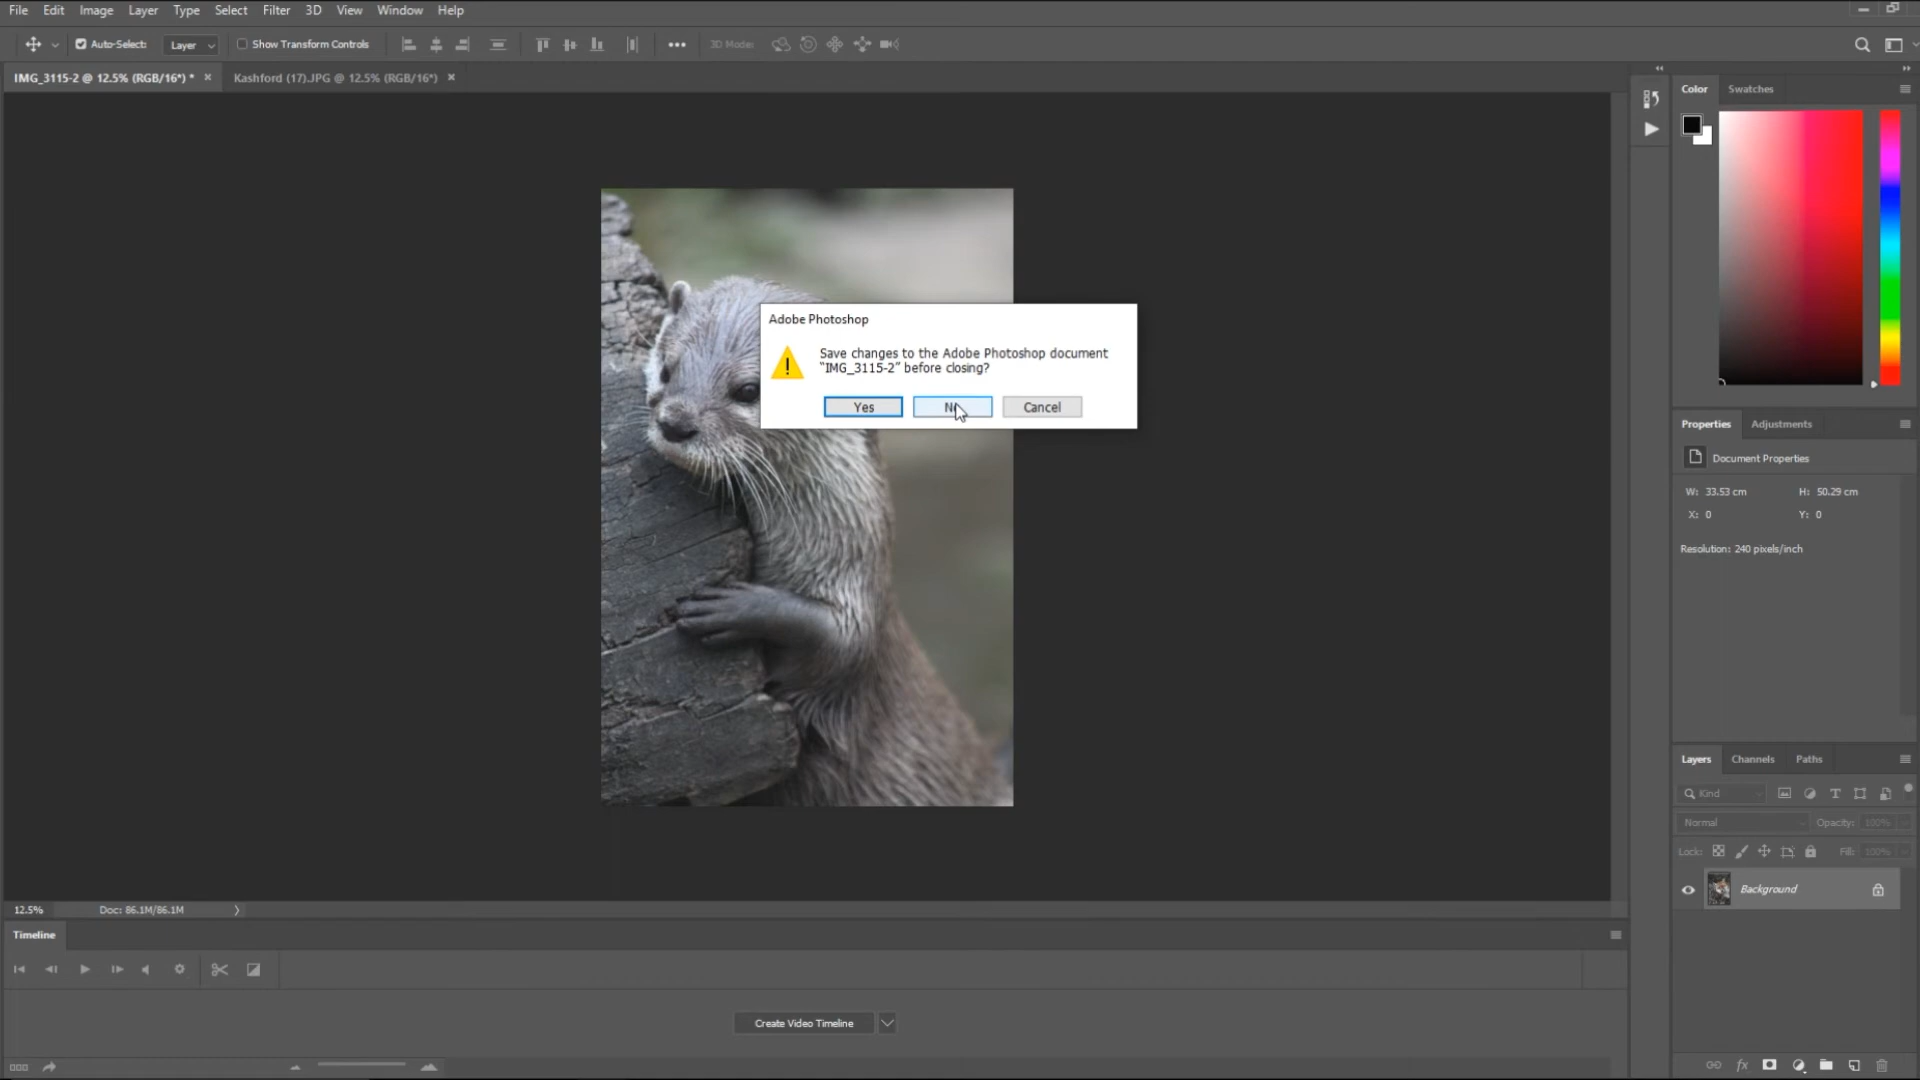 File Edit Image Layer Type Select Filter 3D View Window Help
Auto-Select: Layer Show Transform Controls 3D Mode:
IMG_3115-2 @ 12.5% (RGB/16*) * × Kashford (17).JPG @ 12.5% (RGB/16*) ×
Color Swatches
Adobe Photoshop
Save changes to the Adobe Photoshop document
“IMG_3115-2” before closing?
Yes Cancel
Properties Adjustments
Document Properties
W: 33.53 cm H: 50.29 cm
X: 0 Y: 0
Resolution: 240 pixels/inch
Layers Channels Paths
Kind
Normal Opacity: 100%
Lock: Fill: 100%
Background
12.5% Doc: 86.1M/86.1M
Timeline
Create Video Timeline
fx